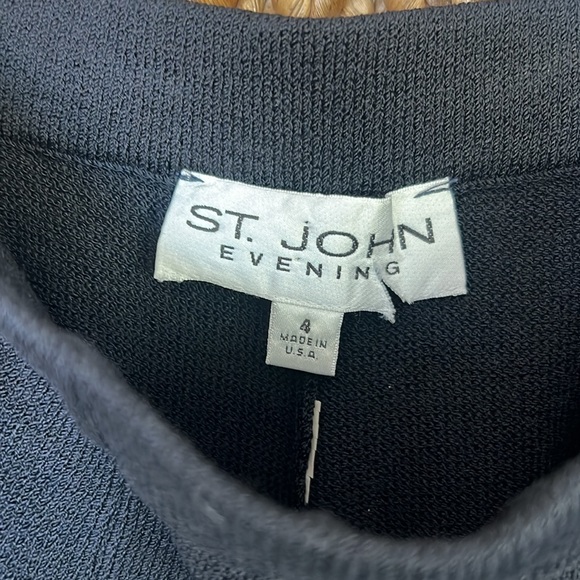 ST. JOHN
EVENING
4
MADE IN
U.S.A.